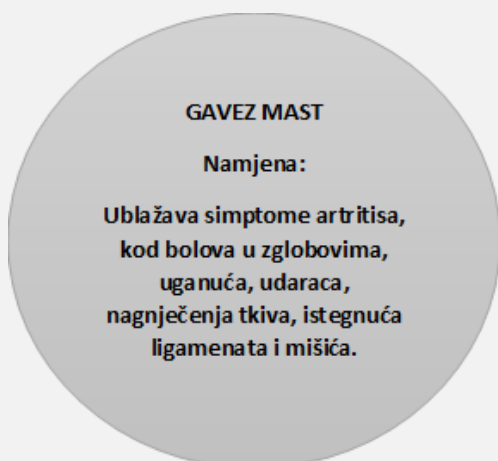 GAVEZ MAST
Namjena:
Ublažava simptome artritisa,
kod bolova u zglobovima,
uganuća, udaraca,
nagnječenja tkiva, istegnuća
ligamenata i mišića.